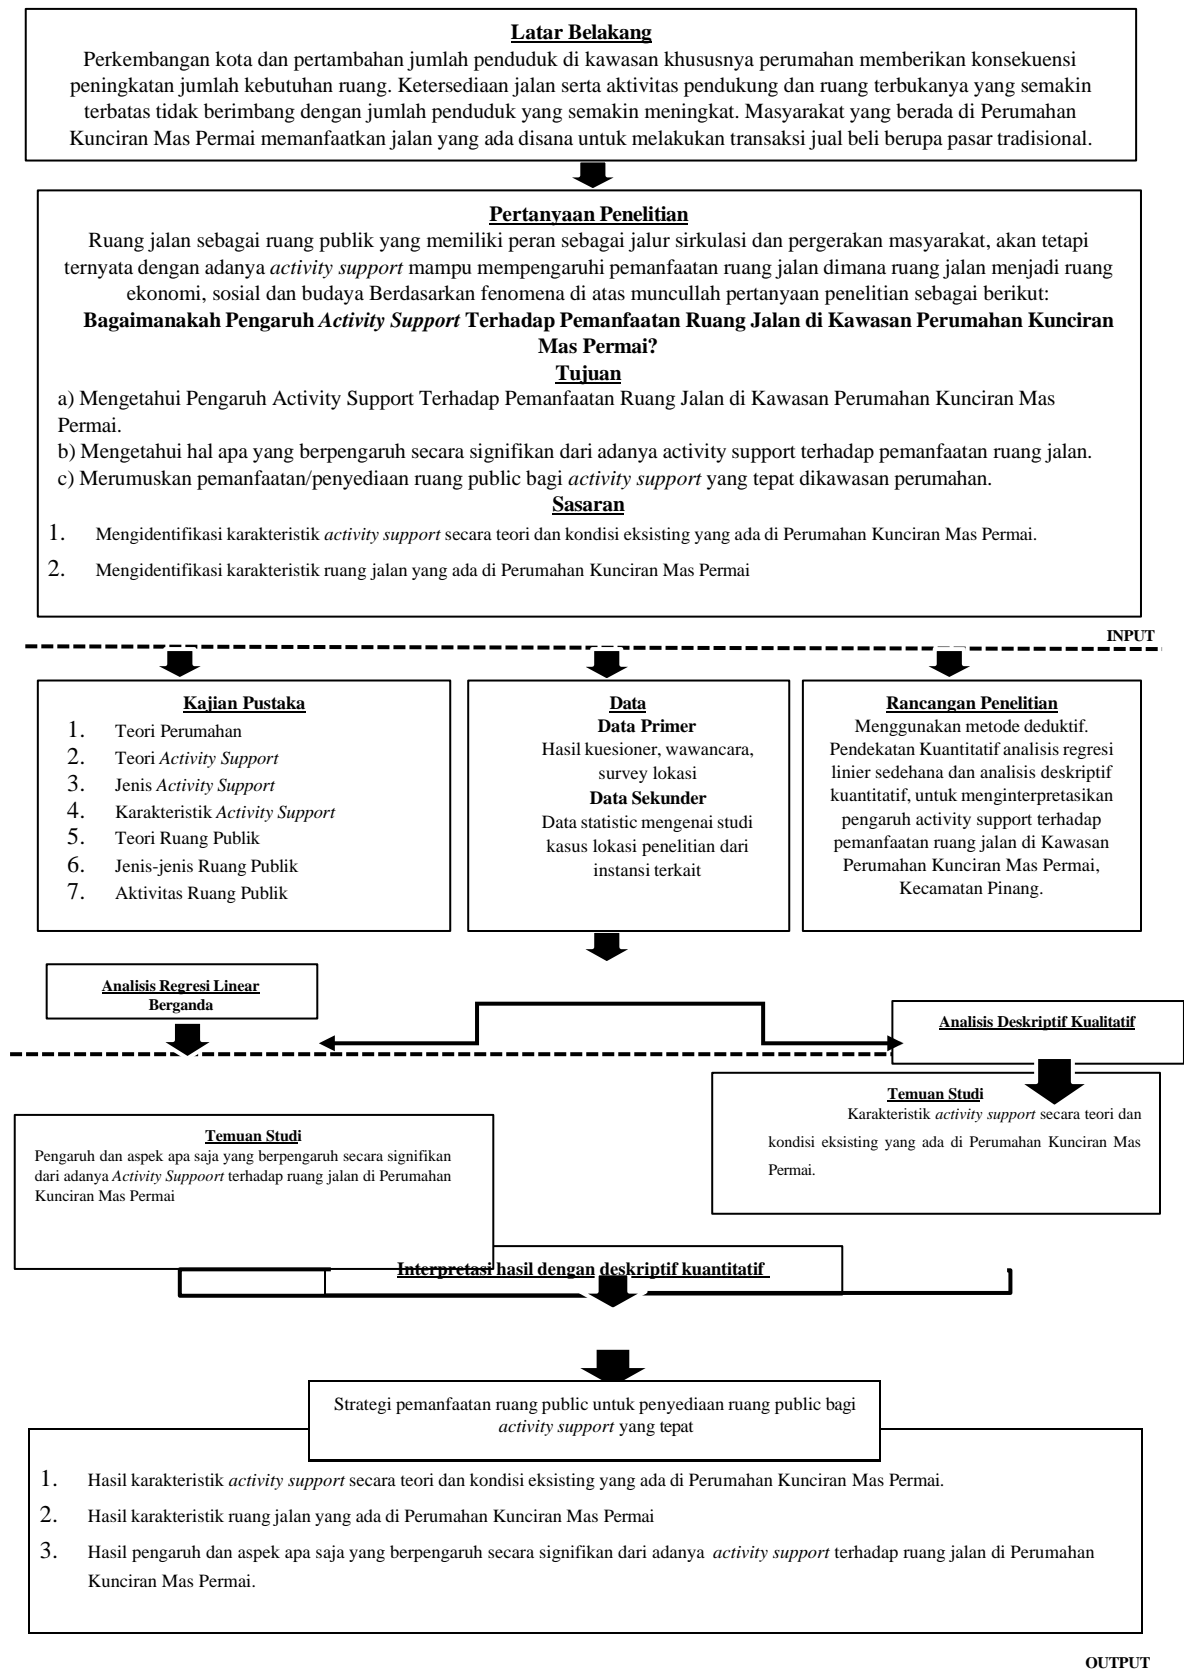 Latar Belakang
Perkembangan kota dan pertambahan jumlah penduduk di kawasan khususnya perumahan memberikan konsekuensi
peningkatan jumlah kebutuhan ruang. Ketersediaan jalan serta aktivitas pendukung dan ruang terbukanya yang semakin
terbatas tidak berimbang dengan jumlah penduduk yang semakin meningkat. Masyarakat yang berada di Perumahan
Kunciran Mas Permai memanfaatkan jalan yang ada disana untuk melakukan transaksi jual beli berupa pasar tradisional.
Pertanyaan Penelitian
Ruang jalan sebagai ruang publik yang memiliki peran sebagai jalur sirkulasi dan pergerakan masyarakat, akan tetapi
ternyata dengan adanya activity support mampu mempengaruhi pemanfaatan ruang jalan dimana ruang jalan menjadi ruang
ekonomi, sosial dan budaya Berdasarkan fenomena di atas muncullah pertanyaan penelitian sebagai berikut:
Bagaimanakah Pengaruh Activity Support Terhadap Pemanfaatan Ruang Jalan di Kawasan Perumahan Kunciran
Mas Permai?
Tujuan
a) Mengetahui Pengaruh Activity Support Terhadap Pemanfaatan Ruang Jalan di Kawasan Perumahan Kunciran Mas
Permai.
b) Mengetahui hal apa yang berpengaruh secara signifikan dari adanya activity support terhadap pemanfaatan ruang jalan.
c) Merumuskan pemanfaatan/penyediaan ruang public bagi activity support yang tepat dikawasan perumahan.
Sasaran
1. Mengidentifikasi karakteristik activity support secara teori dan kondisi eksisting yang ada di Perumahan Kunciran Mas Permai.
2. Mengidentifikasi karakteristik ruang jalan yang ada di Perumahan Kunciran Mas Permai
INPUT
Kajian Pustaka
1. Teori Perumahan
2. Teori Activity Support
3. Jenis Activity Support
4. Karakteristik Activity Support
5. Teori Ruang Publik
6. Jenis-jenis Ruang Publik
7. Aktivitas Ruang Publik
Data
Data Primer
Hasil kuesioner, wawancara,
survey lokasi
Data Sekunder
Data statistic mengenai studi
kasus lokasi penelitian dari
instansi terkait
Rancangan Penelitian
Menggunakan metode deduktif.
Pendekatan Kuantitatif analisis regresi
linier sedehana dan analisis deskriptif
kuantitatif, untuk menginterpretasikan
pengaruh activity support terhadap
pemanfaatan ruang jalan di Kawasan
Perumahan Kunciran Mas Permai,
Kecamatan Pinang.
Analisis Regresi Linear
Berganda
Analisis Deskriptif Kualitatif
Temuan Studi
Karakteristik activity support secara teori dan
kondisi eksisting yang ada di Perumahan Kunciran Mas
Permai.
Temuan Studi
Pengaruh dan aspek apa saja yang berpengaruh secara signifikan
dari adanya Activity Suppoort terhadap ruang jalan di Perumahan
Kunciran Mas Permai
Interpretasi hasil dengan deskriptif kuantitatif
Strategi pemanfaatan ruang public untuk penyediaan ruang public bagi
activity support yang tepat
1. Hasil karakteristik activity support secara teori dan kondisi eksisting yang ada di Perumahan Kunciran Mas Permai.
2. Hasil karakteristik ruang jalan yang ada di Perumahan Kunciran Mas Permai
3. Hasil pengaruh dan aspek apa saja yang berpengaruh secara signifikan dari adanya activity support terhadap ruang jalan di Perumahan
Kunciran Mas Permai.
OUTPUT